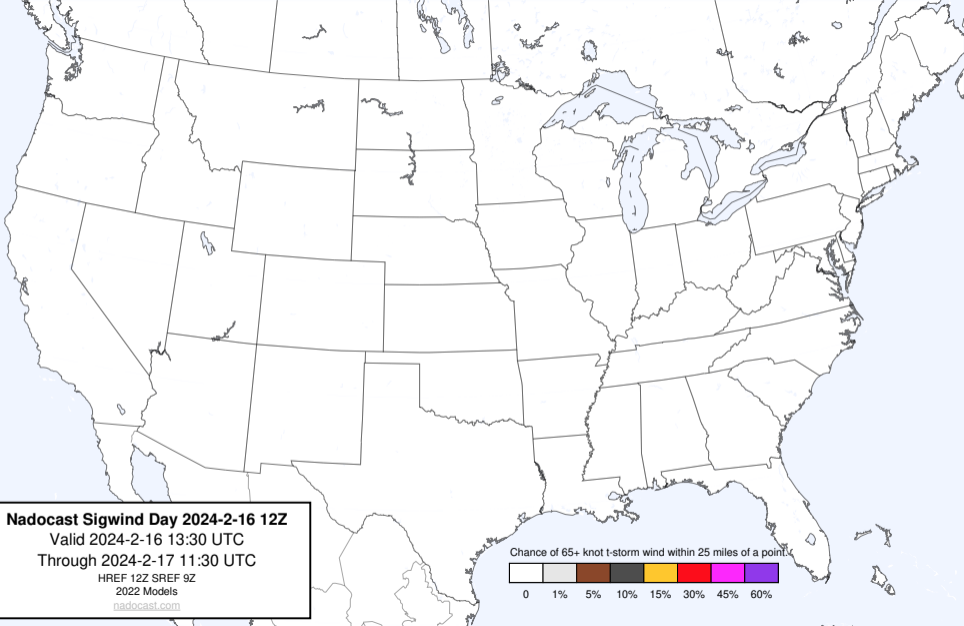 Nadocast Sigwind Day 2024-2-16 12Z
Valid 2024-2-16 13:30 UTC
Through 2024-2-17 11:30 UTC
HREF 12Z SREF 9Z
2022 Models
nadocast.com
Chance of 65+ knot t-storm wind within 25 miles of a point.
0 1% 5% 10% 15% 30% 45% 60%